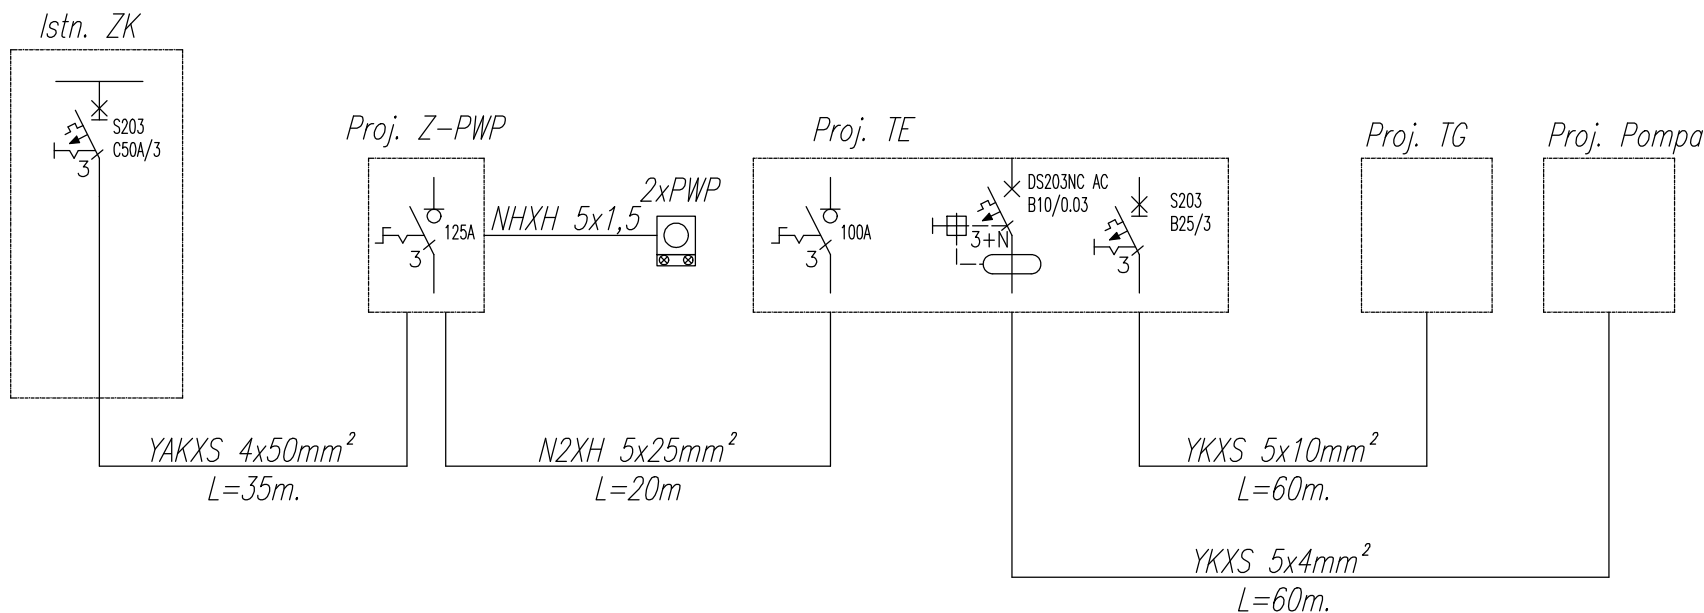 Istn. ZK
S203
C50A/3
3
Proj. Z-PWP
125A
3
NHXH 5x1,5
2xPWP
Proj. TE
100A
3
DS203NC AC
B10/0.03
3+N
S203
B25/3
3
Proj. TG
Proj. Pompa
YAKXS 4x50mm²
L=35m.
N2XH 5x25mm²
L=20m
YKXS 5x10mm²
L=60m.
YKXS 5x4mm²
L=60m.